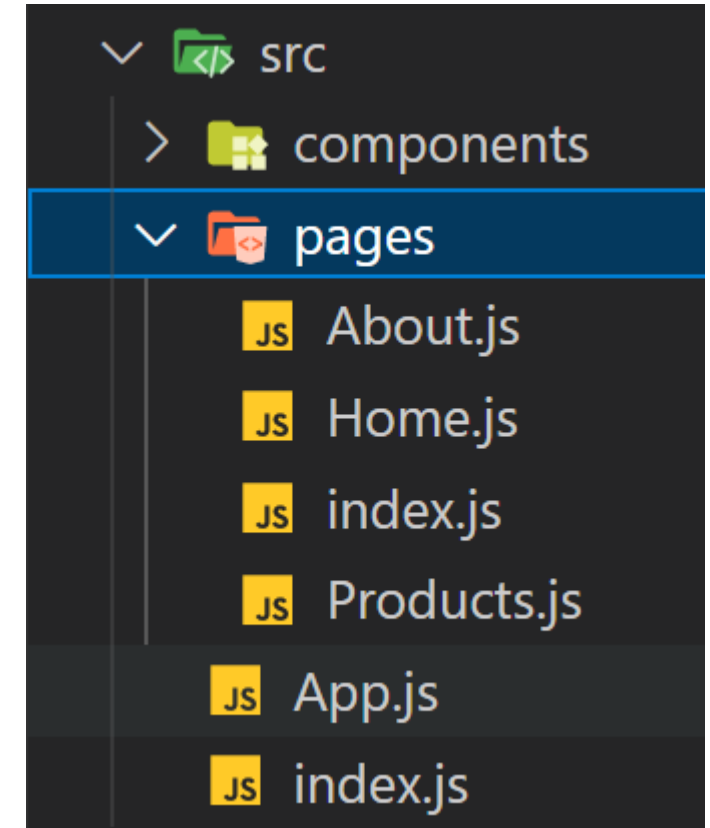 src
components
pages
JS About.js
JS Home.js
JS index.js
JS Products.js
JS App.js
JS index.js